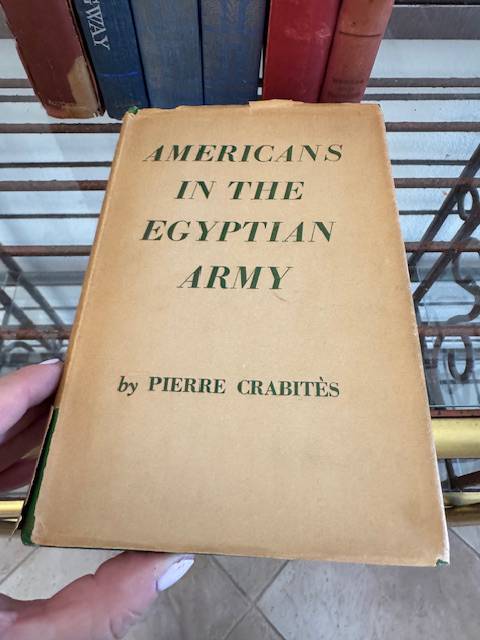 AMERICANS
IN THE
EGYPTIAN
ARMY
by PIERRE CRABITÈS